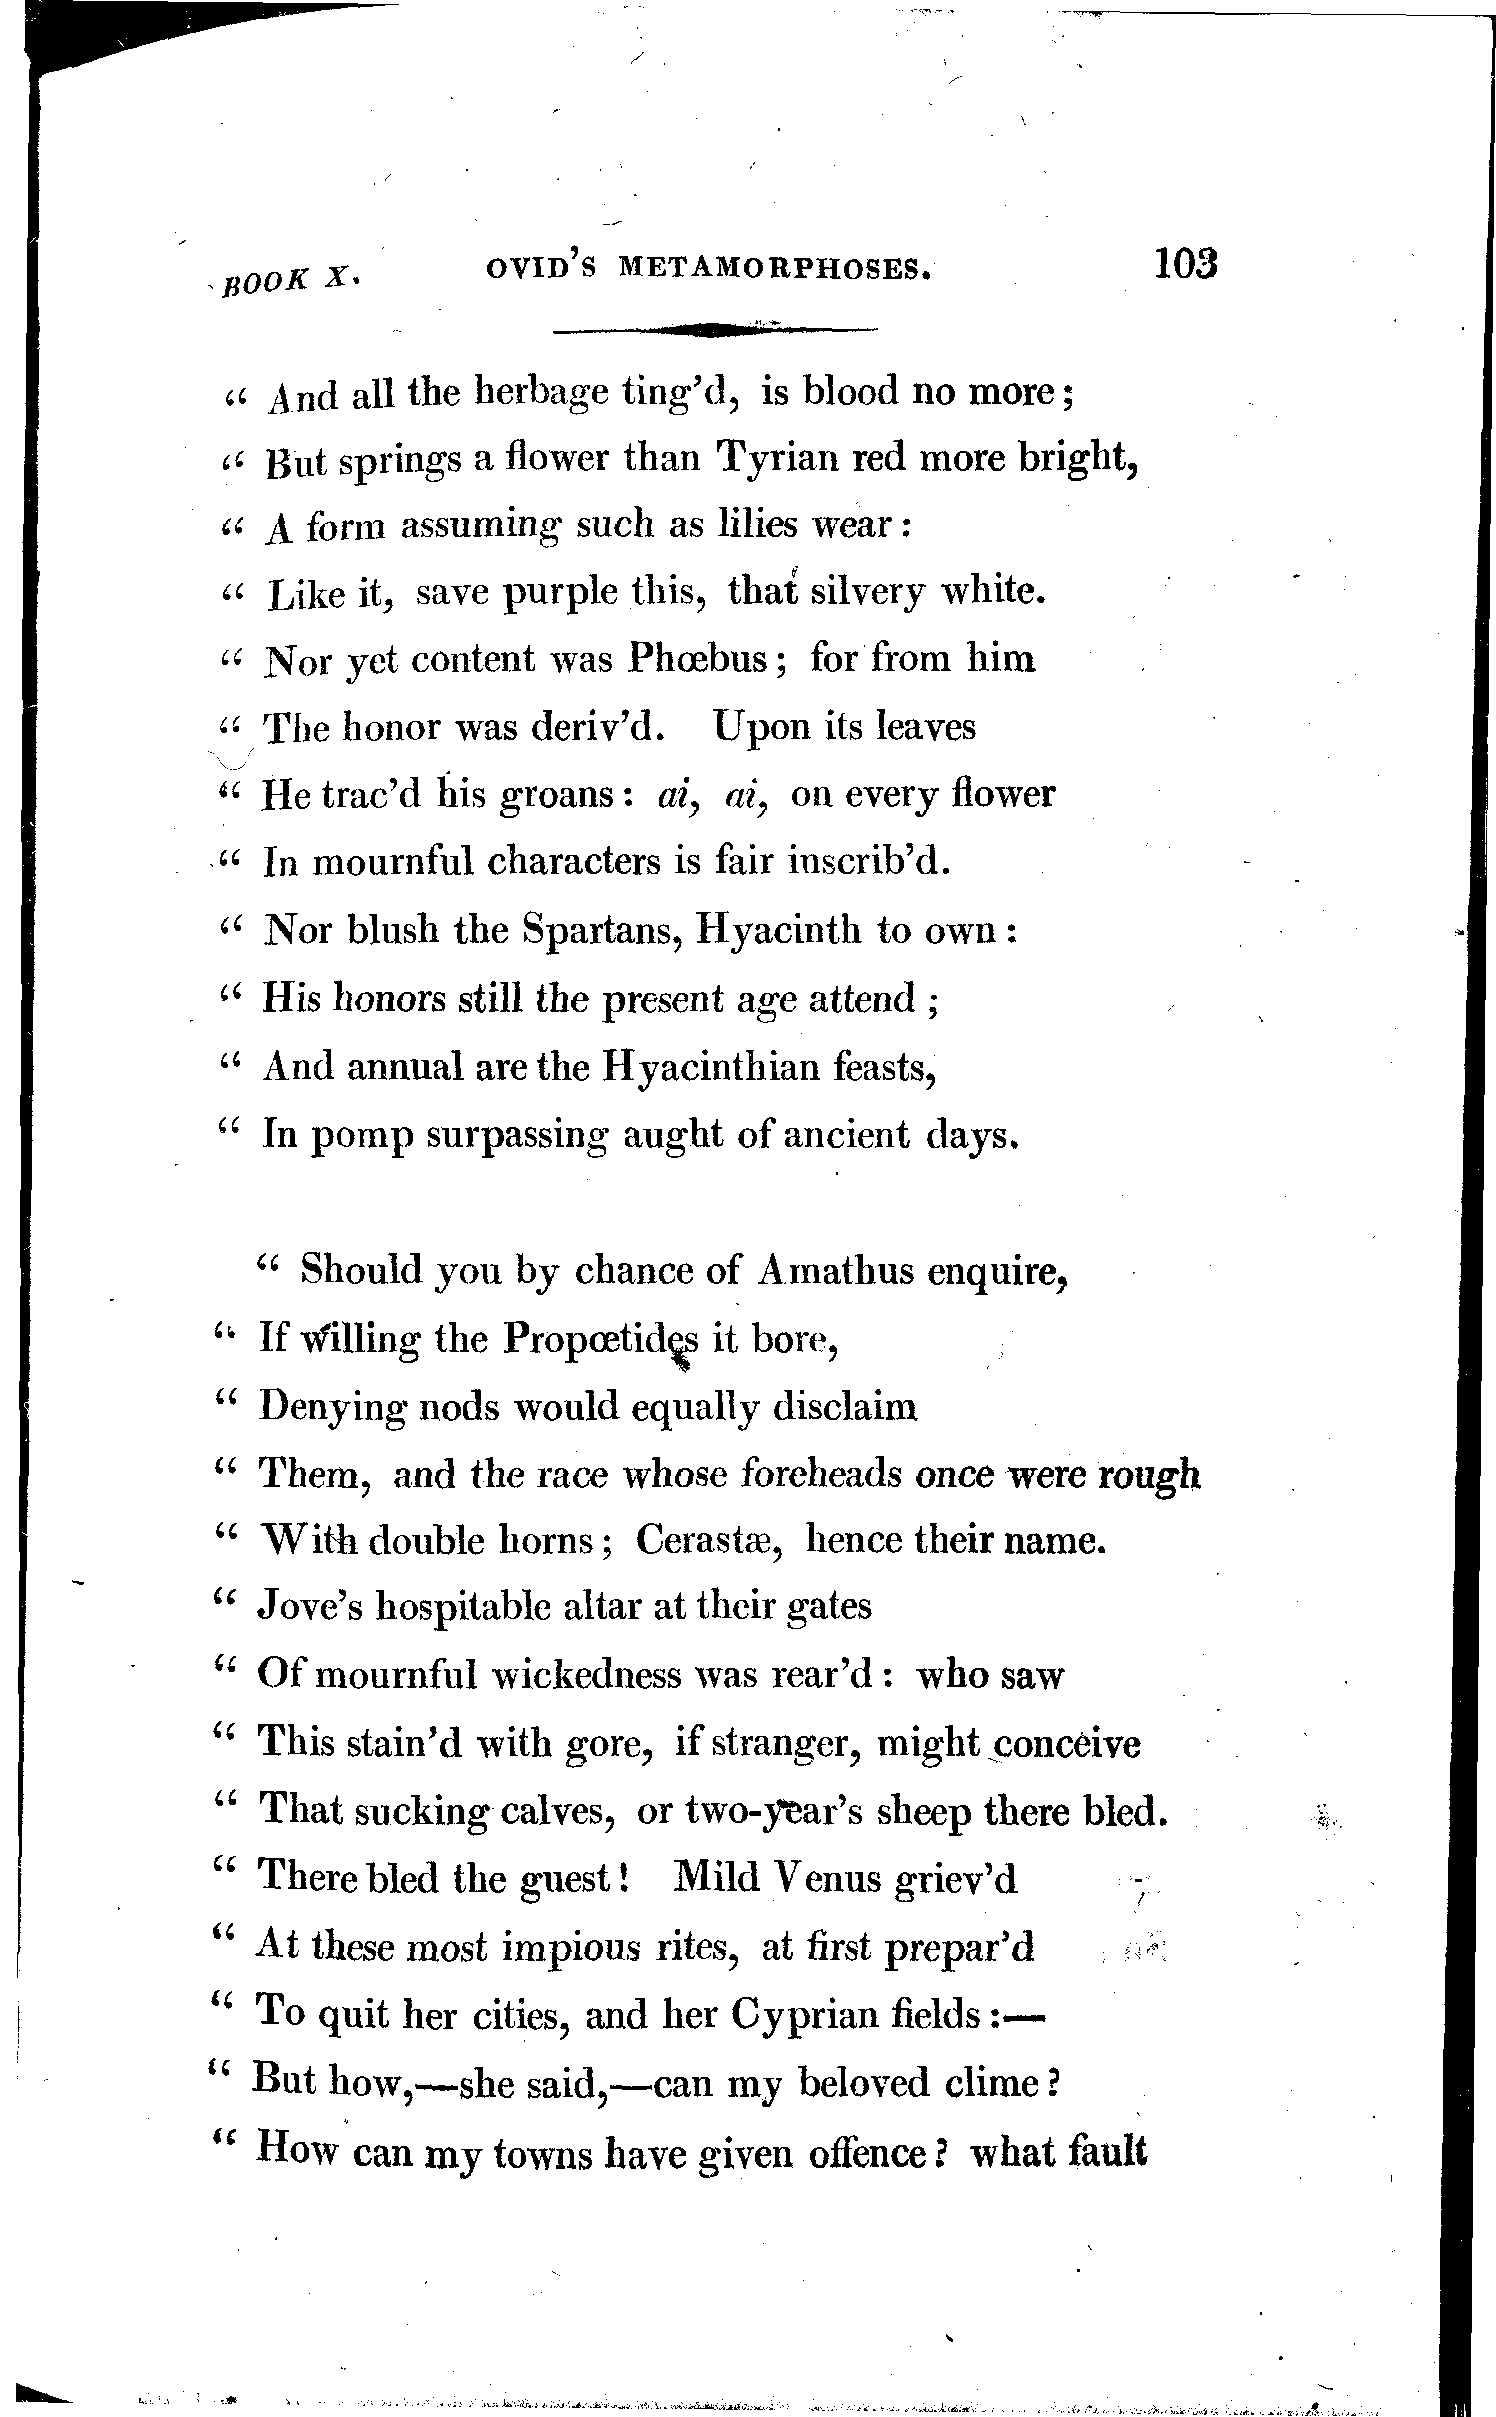 BOOK X. OVID'S METAMORPHOSES. 103
“ And all the herbage ting'd, is blood no more;
“ But springs a flower than Tyrian red more bright,
“ A form assuming such as lilies wear:
“ Like it, save purple this, that silvery white.
“ Nor yet content was Phœbus; for from him
“ The honor was deriv'd. Upon its leaves
“ He trac'd his groans: ai, ai, on every flower
“ In mournful characters is fair inscrib'd.
“ Nor blush the Spartans, Hyacinth to own:
“ His honors still the present age attend;
“ And annual are the Hyacinthian feasts,
“ In pomp surpassing aught of ancient days.
“ Should you by chance of Amathus enquire,
“ If willing the Propœtides it bore,
“ Denying nods would equally disclaim
“ Them, and the race whose foreheads once were rough
“ With double horns; Cerastæ, hence their name.
“ Jove's hospitable altar at their gates
“ Of mournful wickedness was rear'd: who saw
“ This stain'd with gore, if stranger, might conceive
“ That sucking calves, or two-year's sheep there bled.
“ There bled the guest! Mild Venus griev'd
“ At these most impious rites, at first prepar'd
“ To quit her cities, and her Cyprian fields:—
“ But how,—she said,—can my beloved clime?
“ How can my towns have given offence? what fault